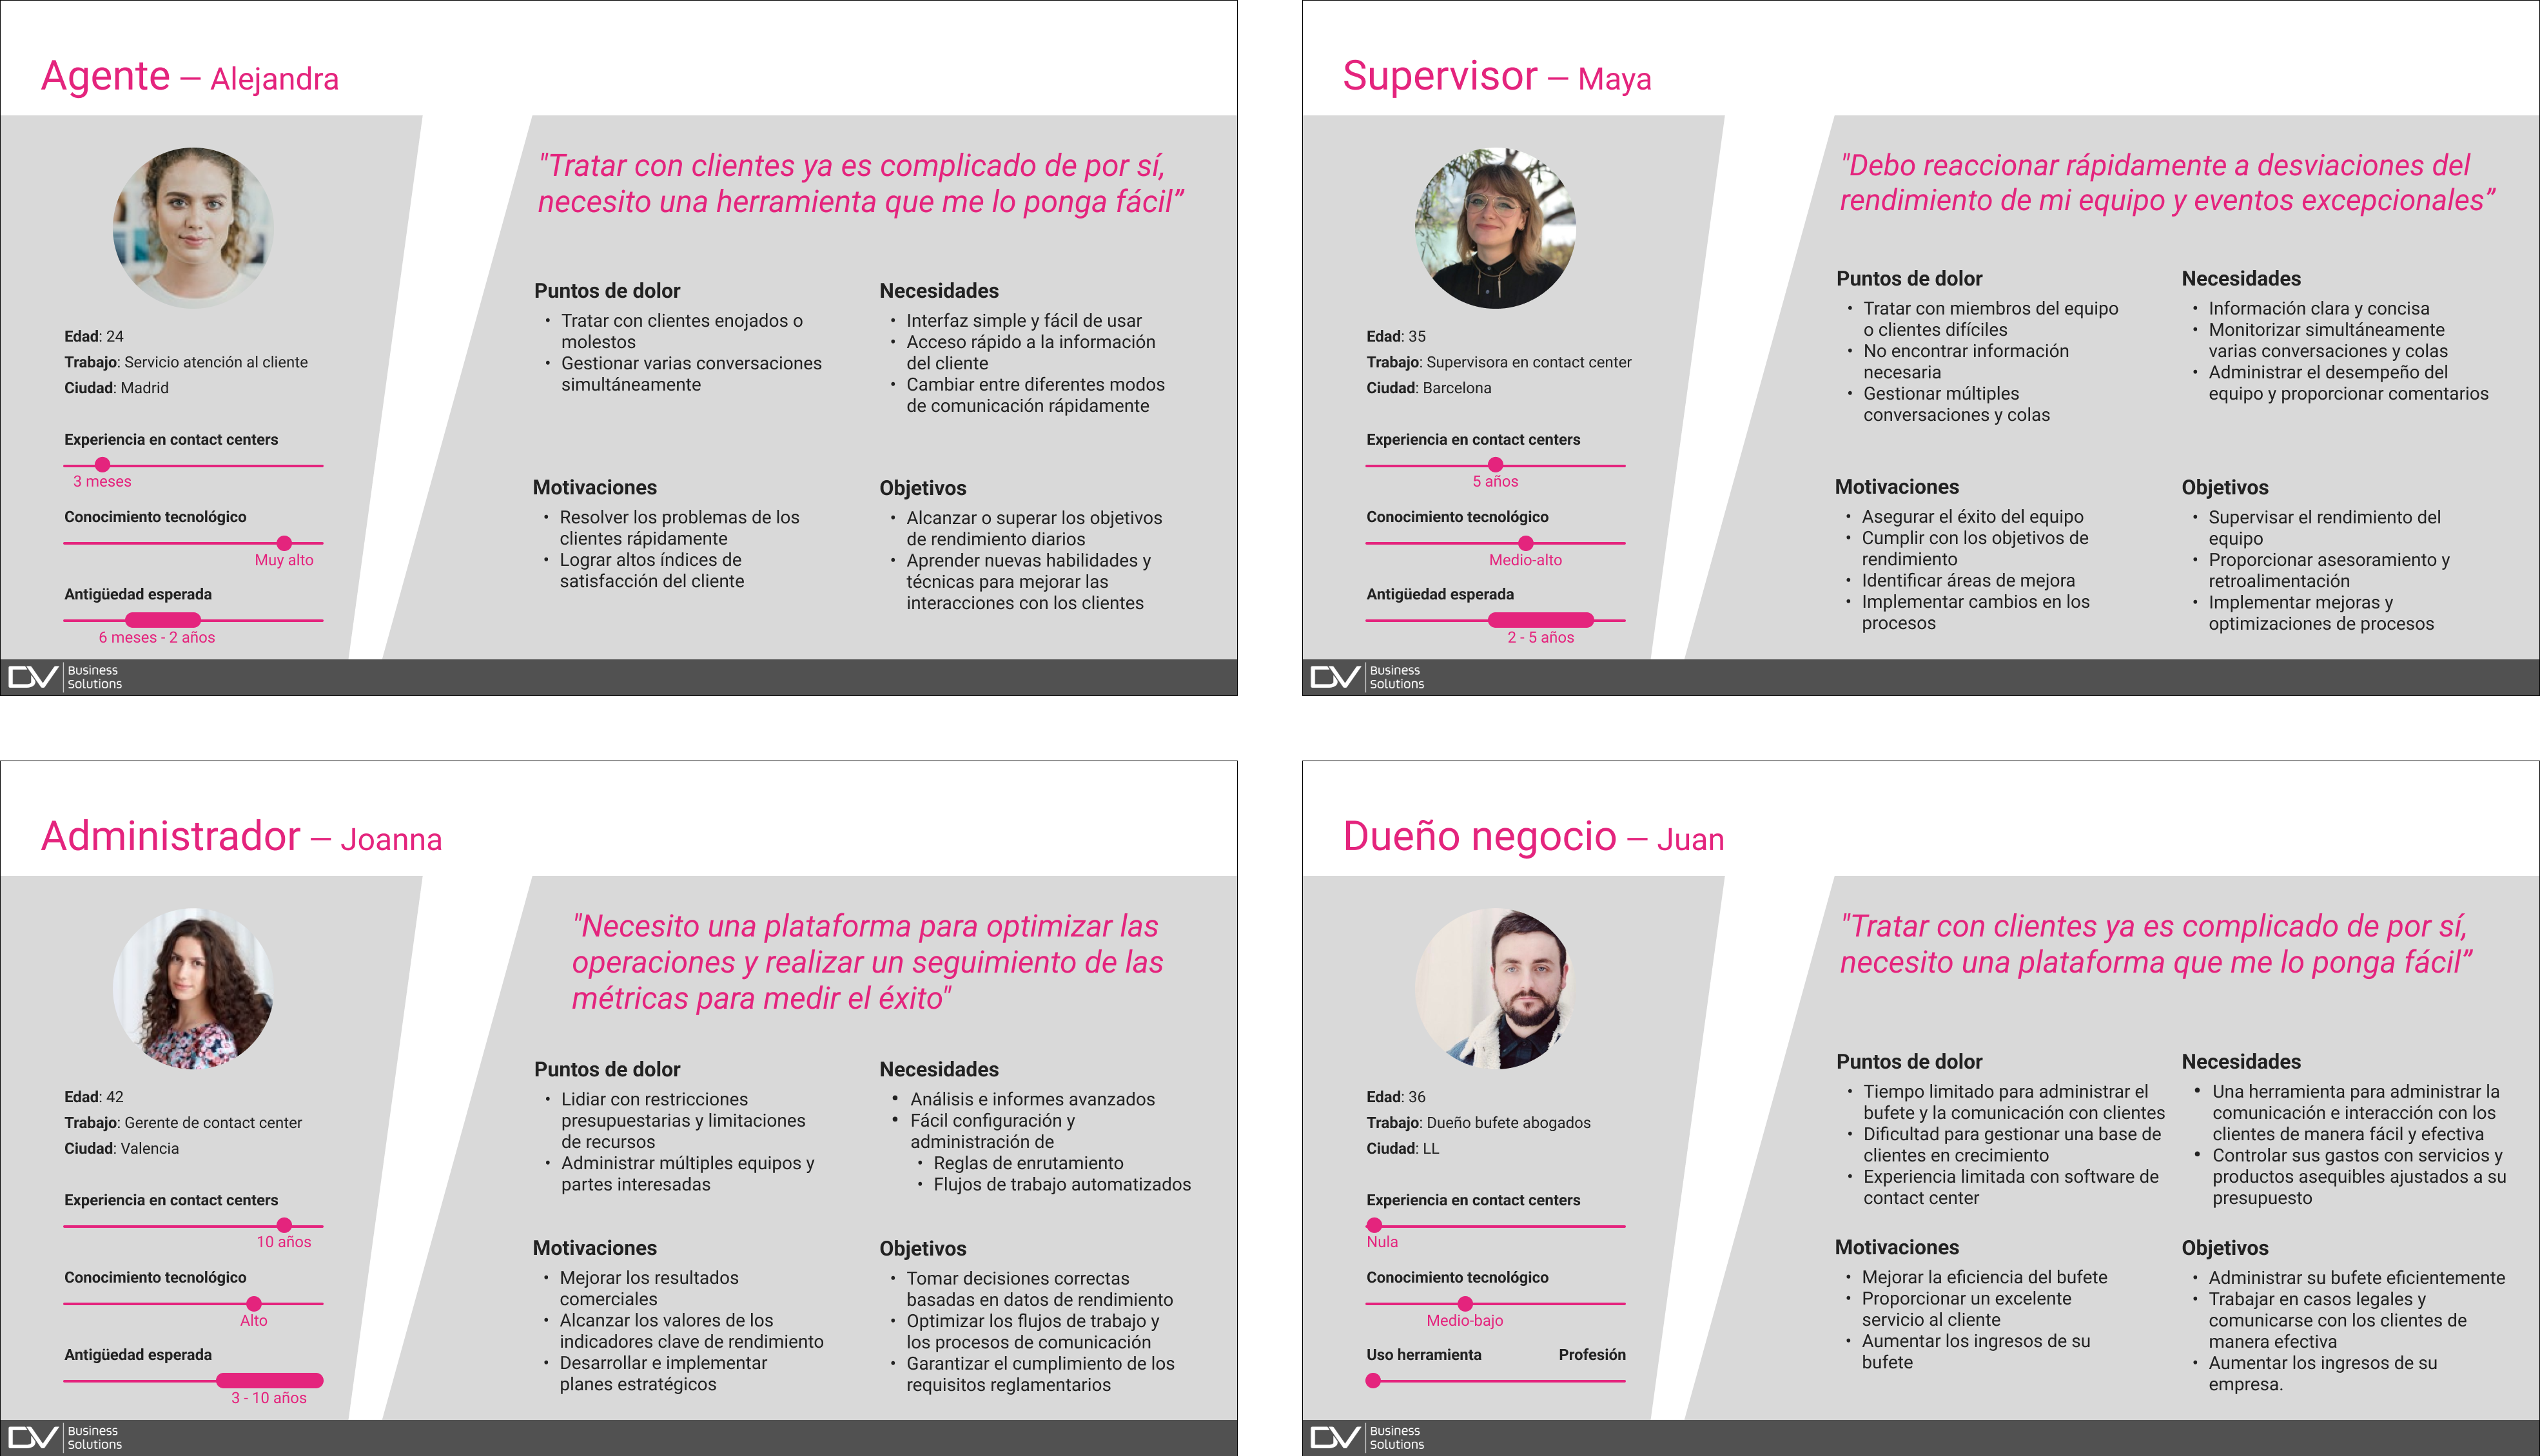 Agente — Alejandra
"Tratar con clientes ya es complicado de por sí,
necesito una herramienta que me lo ponga fácil”
Edad: 24
Trabajo: Servicio atención al cliente
Ciudad: Madrid
Experiencia en contact centers
3 meses
Conocimiento tecnológico
Muy alto
Antigüedad esperada
6 meses - 2 años
Puntos de dolor
• Tratar con clientes enojados o
molestos
• Gestionar varias conversaciones
simultáneamente
Necesidades
• Interfaz simple y fácil de usar
• Acceso rápido a la información
del cliente
• Cambiar entre diferentes modos
de comunicación rápidamente
Motivaciones
• Resolver los problemas de los
clientes rápidamente
• Lograr altos índices de
satisfacción del cliente
Objetivos
• Alcanzar o superar los objetivos
de rendimiento diarios
• Aprender nuevas habilidades y
técnicas para mejorar las
interacciones con los clientes
DV Business
Solutions
Supervisor — Maya
"Debo reaccionar rápidamente a desviaciones del
rendimiento de mi equipo y eventos excepcionales”
Edad: 35
Trabajo: Supervisora en contact center
Ciudad: Barcelona
Experiencia en contact centers
5 años
Conocimiento tecnológico
Medio-alto
Antigüedad esperada
2 - 5 años
Puntos de dolor
• Tratar con miembros del equipo
o clientes difíciles
• No encontrar información
necesaria
• Gestionar múltiples
conversaciones y colas
Necesidades
• Información clara y concisa
• Monitorizar simultáneamente
varias conversaciones y colas
• Administrar el desempeño del
equipo y proporcionar comentarios
Motivaciones
• Asegurar el éxito del equipo
• Cumplir con los objetivos de
rendimiento
• Identificar áreas de mejora
• Implementar cambios en los
procesos
Objetivos
• Supervisar el rendimiento del
equipo
• Proporcionar asesoramiento y
retroalimentación
• Implementar mejoras y
optimizaciones de procesos
DV Business
Solutions
Administrador — Joanna
"Necesito una plataforma para optimizar las
operaciones y realizar un seguimiento de las
métricas para medir el éxito"
Edad: 42
Trabajo: Gerente de contact center
Ciudad: Valencia
Experiencia en contact centers
10 años
Conocimiento tecnológico
Alto
Antigüedad esperada
3 - 10 años
Puntos de dolor
• Lidiar con restricciones
presupuestarias y limitaciones
de recursos
• Administrar múltiples equipos y
partes interesadas
Necesidades
• Análisis e informes avanzados
• Fácil configuración y
administración de
• Reglas de enrutamiento
• Flujos de trabajo automatizados
Motivaciones
• Mejorar los resultados
comerciales
• Alcanzar los valores de los
indicadores clave de rendimiento
• Desarrollar e implementar
planes estratégicos
Objetivos
• Tomar decisiones correctas
basadas en datos de rendimiento
• Optimizar los flujos de trabajo y
los procesos de comunicación
• Garantizar el cumplimiento de los
requisitos reglamentarios
DV Business
Solutions
Dueño negocio — Juan
"Tratar con clientes ya es complicado de por sí,
necesito una plataforma que me lo ponga fácil”
Edad: 36
Trabajo: Dueño bufete abogados
Ciudad: LL
Experiencia en contact centers
Nula
Conocimiento tecnológico
Medio-bajo
Uso herramienta Profesión
Puntos de dolor
• Tiempo limitado para administrar el
bufete y la comunicación con clientes
• Dificultad para gestionar una base de
clientes en crecimiento
• Experiencia limitada con software de
contact center
Necesidades
• Una herramienta para administrar la
comunicación e interacción con los
clientes de manera fácil y efectiva
• Controlar sus gastos con servicios y
productos asequibles ajustados a su
presupuesto
Motivaciones
• Mejorar la eficiencia del bufete
• Proporcionar un excelente
servicio al cliente
• Aumentar los ingresos de su
bufete
Objetivos
• Administrar su bufete eficientemente
• Trabajar en casos legales y
comunicarse con los clientes de
manera efectiva
• Aumentar los ingresos de su
empresa.
DV Business
Solutions